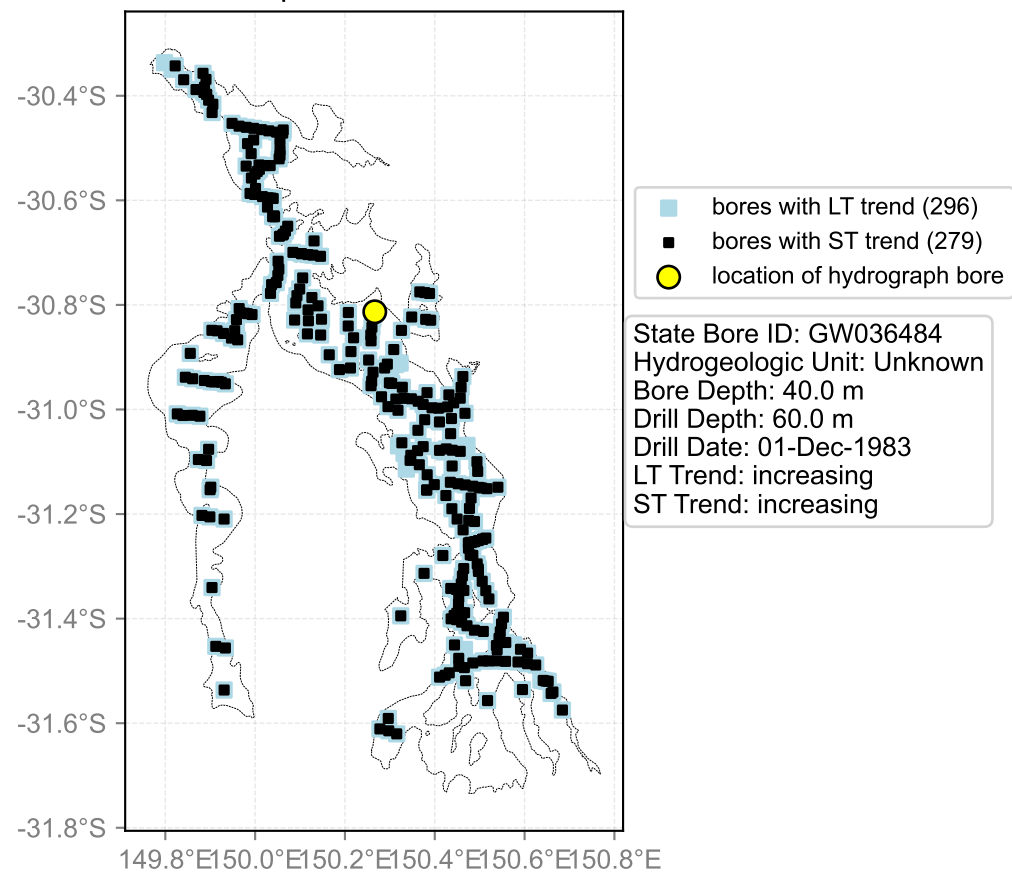 -30.4°S
-30.6°S
-30.8°S
-31.0°S
-31.2°S
-31.4°S
-31.6°S
-31.8°S
149.8°E150.0°E150.2°E150.4°E150.6°E150.8°E
bores with LT trend (296)
bores with ST trend (279)
location of hydrograph bore
State Bore ID: GW036484
Hydrogeologic Unit: Unknown
Bore Depth: 40.0 m
Drill Depth: 60.0 m
Drill Date: 01-Dec-1983
LT Trend: increasing
ST Trend: increasing